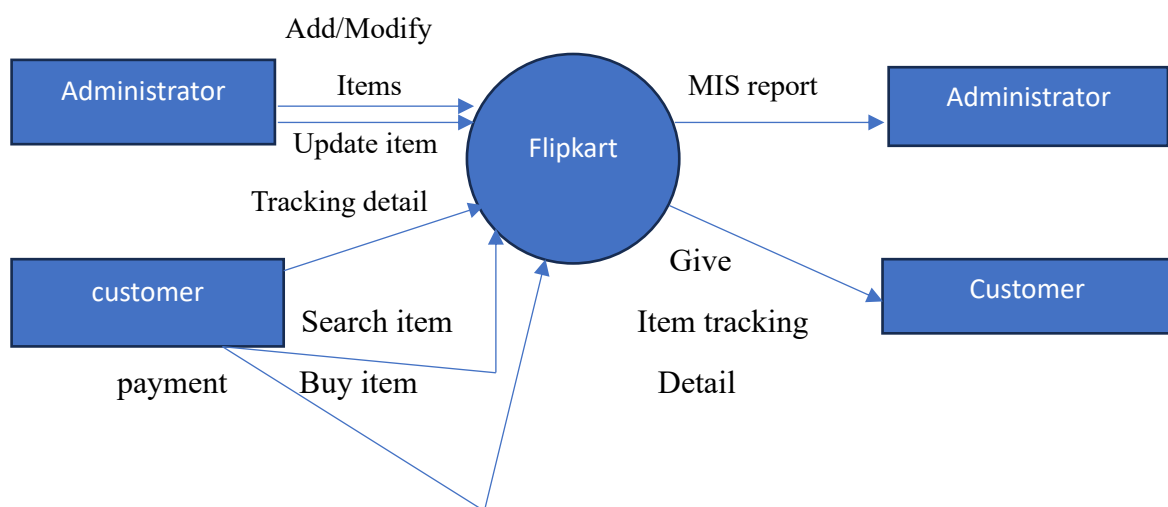 Add/Modify
Administrator
Items
MIS report
Administrator
Update item
Flipkart
Tracking detail
customer
Give
Customer
Search item
Item tracking
payment
Buy item
Detail